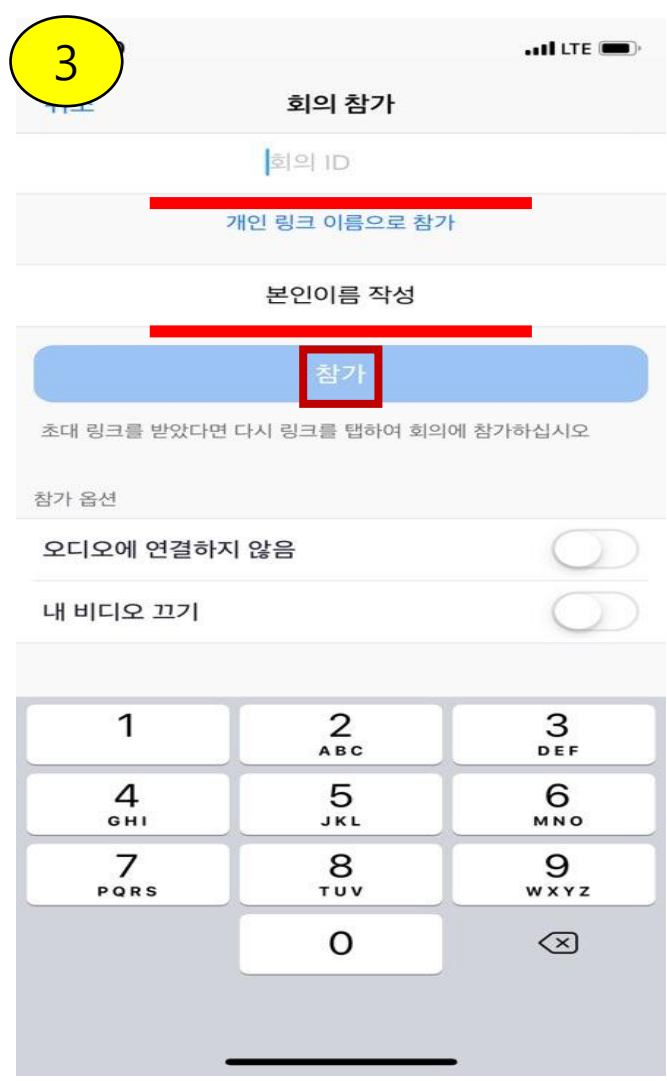 3
LTE
회의 참가
회의 ID
개인 링크 이름으로 참가
본인이름 작성
참가
초대 링크를 받았다면 다시 링크를 탭하여 회의에 참가하십시오
참가 옵션
오디오에 연결하지 않음
내 비디오 끄기
1 2 3
ABC DEF
4 5 6
GHI JKL MNO
7 8 9
PQRS TUV WXYZ
0